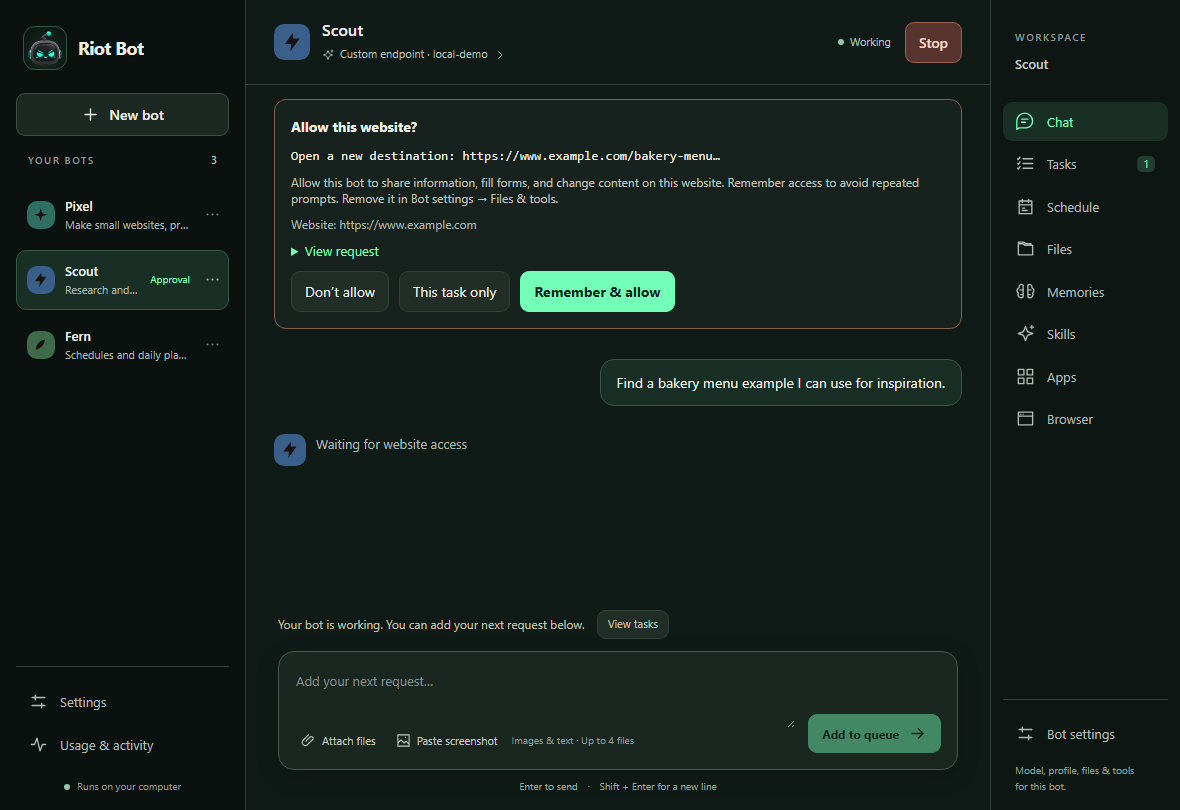 Riot Bot
New bot
YOUR BOTS 3
Pixel
Make small websites, pr...
Scout
Research and...
Approval
Fern
Schedules and daily pla...
Settings
Usage & activity
Runs on your computer
Scout
Custom endpoint · local-demo
Working
Stop
Allow this website?
Open a new destination: https://www.example.com/bakery-menu…
Allow this bot to share information, fill forms, and change content on this website. Remember access to avoid repeated
prompts. Remove it in Bot settings → Files & tools.
Website: https://www.example.com
View request
Don’t allow
This task only
Remember & allow
Find a bakery menu example I can use for inspiration.
Waiting for website access
Your bot is working. You can add your next request below.
View tasks
Add your next request...
Attach files
Paste screenshot
Images & text · Up to 4 files
Add to queue
Enter to send · Shift + Enter for a new line
WORKSPACE
Scout
Chat
Tasks 1
Schedule
Files
Memories
Skills
Apps
Browser
Bot settings
Model, profile, files & tools
for this bot.